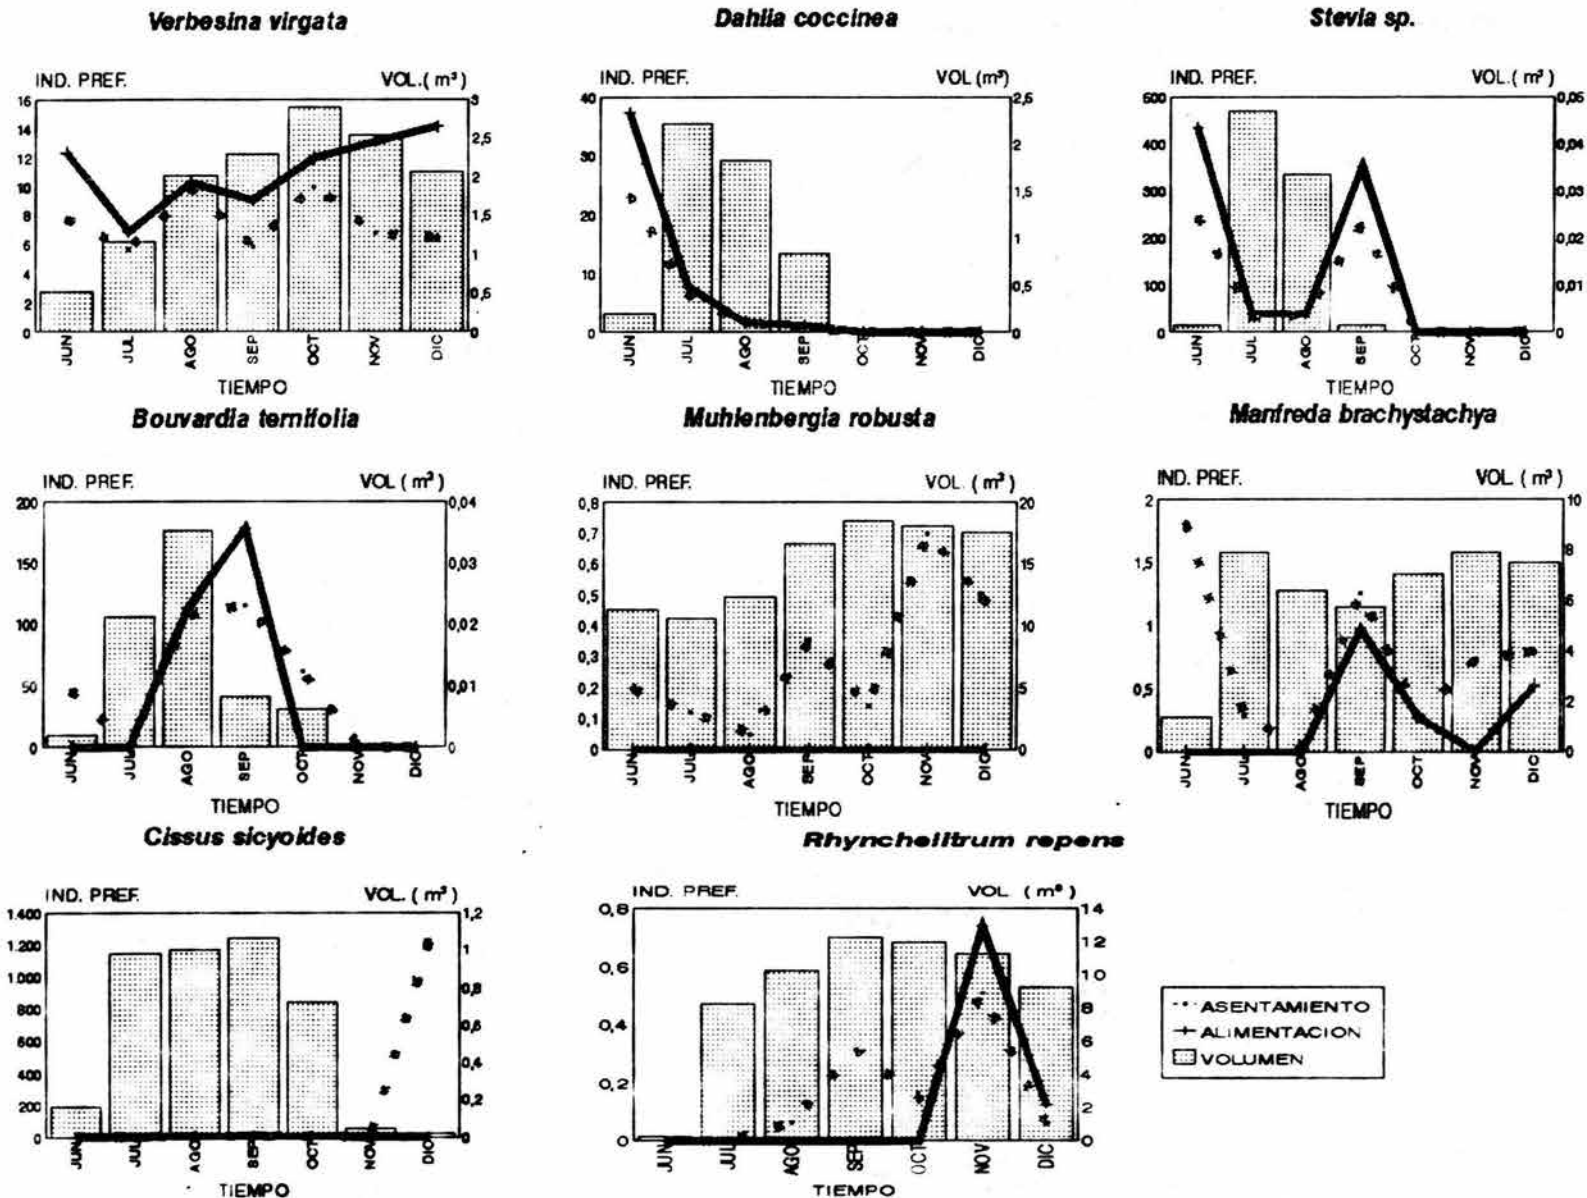 Verbesina virgata
IND. PREF. VOL.( m³ )
16 14 12 10 8 6 4 2 0
3 2,5 2 1,5 1 0,5 0
JUN JUL AGO SEP OCT NOV DIC
TIEMPO
Dahlia coccinea
IND. PREF. VOL (m³)
40 30 20 10 0
2,5 2 1,5 1 0,5 0
JUN JUL AGO SEP OCT NOV DIC
TIEMPO
Stevia sp.
IND. PREF. VOL.( m³ )
600 500 400 300 200 100 0
0,05 0,04 0,03 0,02 0,01 0
JUN JUL AGO SEP OCT NOV DIC
TIEMPO
Bouvardia ternifolia
IND. PREF. VOL ( m³ )
200 150 100 50 0
0,04 0,03 0,02 0,01 0
JUN JUL AGO SEP OCT NOV DIC
TIEMPO
Muhlenbergia robusta
IND. PREF. VOL. ( m³ )
0,8 0,7 0,6 0,5 0,4 0,3 0,2 0,1 0
20 15 10 5 0
JUN JUL AGO SEP OCT NOV DIC
TIEMPO
Manfreda brachystachya
IND. PREF. VOL. ( m³ )
2 1,5 1 0,5 0
10 8 6 4 2 0
JUN JUL AGO SEP OCT NOV DIC
TIEMPO
Cissus sicyoides
IND. PREF. VOL. ( m³ )
1.400 1.200 1.000 800 600 400 200 0
1,2 1 0,8 0,6 0,4 0,2 0
JUN JUL AGO SEP OCT NOV DIC
TIEMPO
Rhynchelitrum repens
IND. PREF. VOL. ( m³ )
0,8 0,6 0,4 0,2 0
14 12 10 8 6 4 2 0
JUN JUL AGO SEP OCT NOV DIC
TIEMPO
ASENTAMIENTO
ALIMENTACION
VOLUMEN